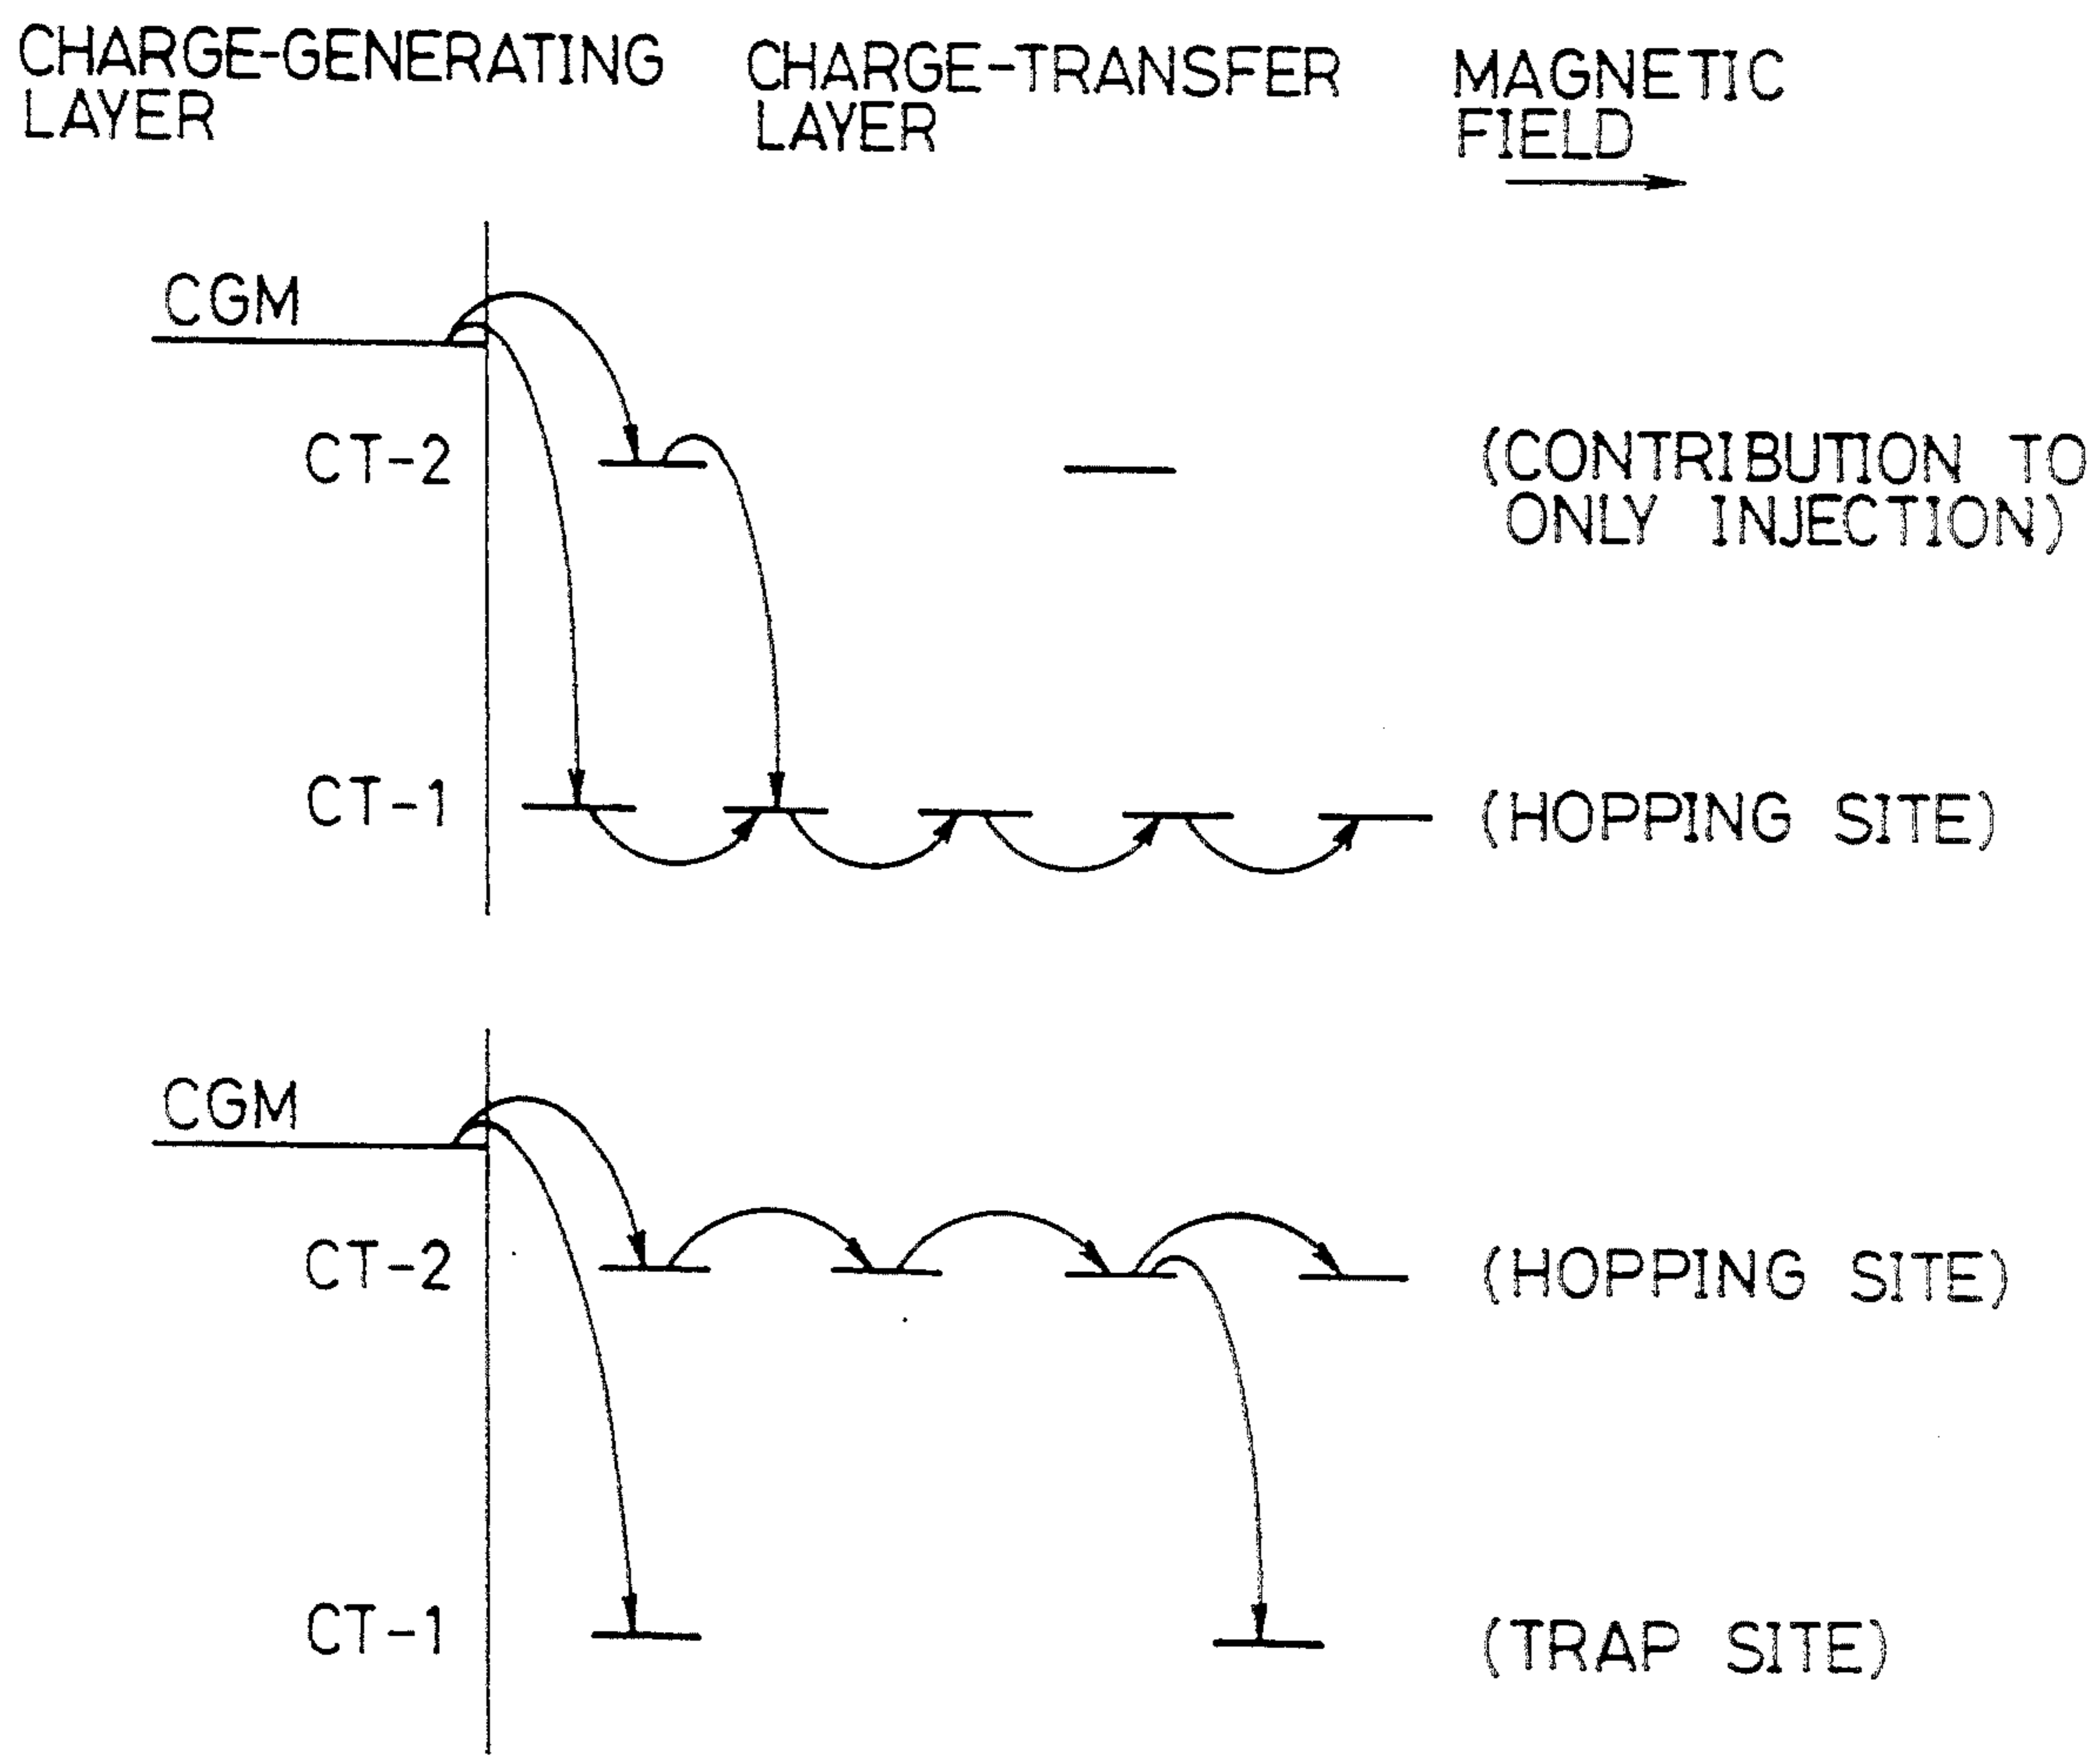 CHARGE-GENERATING
LAYER
CHARGE-TRANSFER
LAYER
MAGNETIC
FIELD
CGM
CT-2
(CONTRIBUTION TO
ONLY INJECTION)
CT-1
(HOPPING SITE)
CGM
CT-2
(HOPPING SITE)
CT-1
(TRAP SITE)